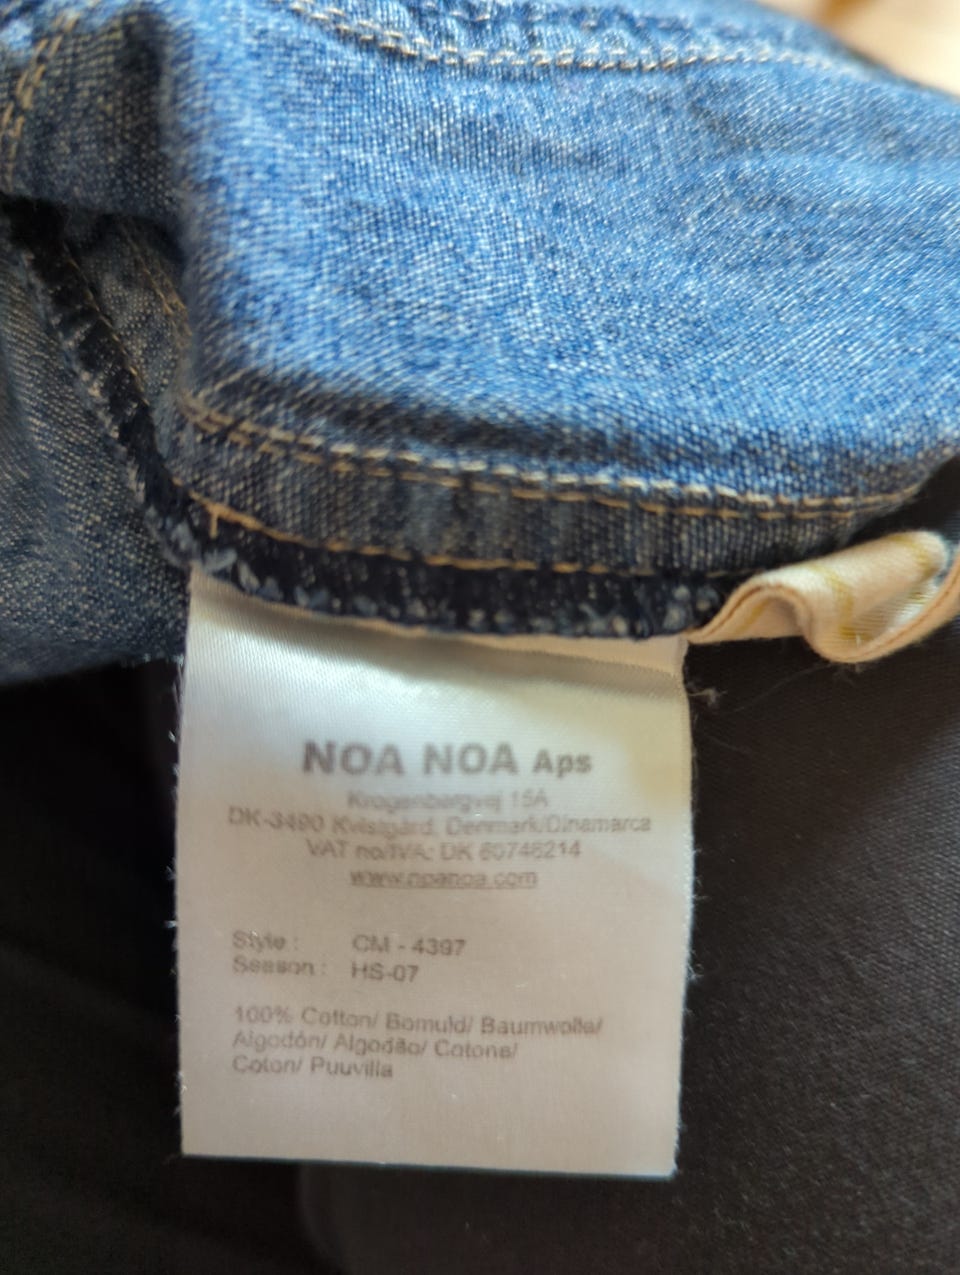 NOA NOA Aps
Krogenbergvej 15A
DK-3490 Kvistgård, Denmark/Dinamarca
VAT no/IVA: DK 60746214
www.noanoa.com
Style : CM - 4397
Season : HS-07
100% Cotton/ Bomuld/ Baumwolle/
Algodón/ Algodão/ Cotone/
Coton/ Puuvilla